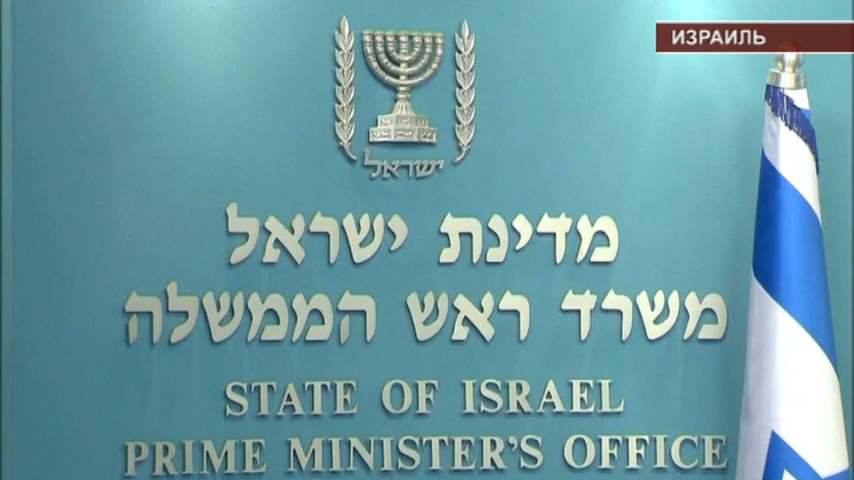 ИЗРАИЛЬ
ישראל
מדינת ישראל
משרד ראש הממשלה
STATE OF ISRAEL
PRIME MINISTER'S OFFICE